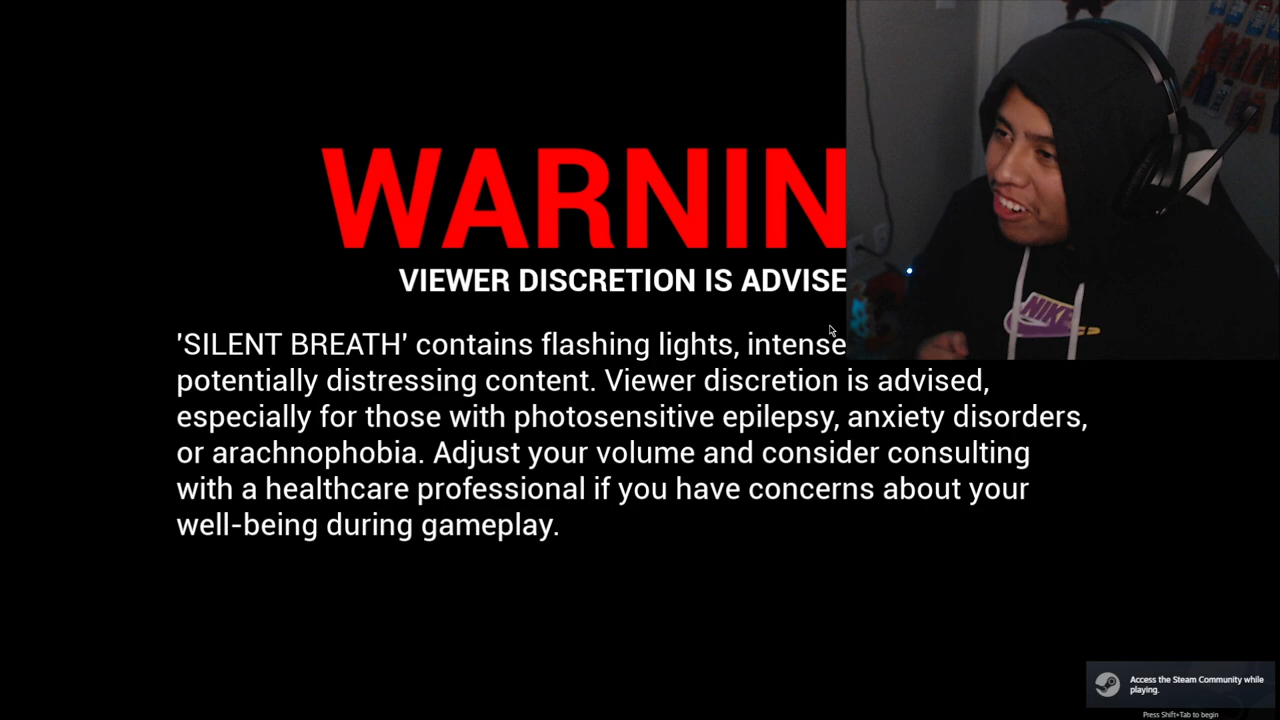 WARNIN
VIEWER DISCRETION IS ADVISE
'SILENT BREATH' contains flashing lights, intense
potentially distressing content. Viewer discretion is advised,
especially for those with photosensitive epilepsy, anxiety disorders,
or arachnophobia. Adjust your volume and consider consulting
with a healthcare professional if you have concerns about your
well-being during gameplay.
NIKE
Access the Steam Community while
playing.
Press Shift+Tab to begin